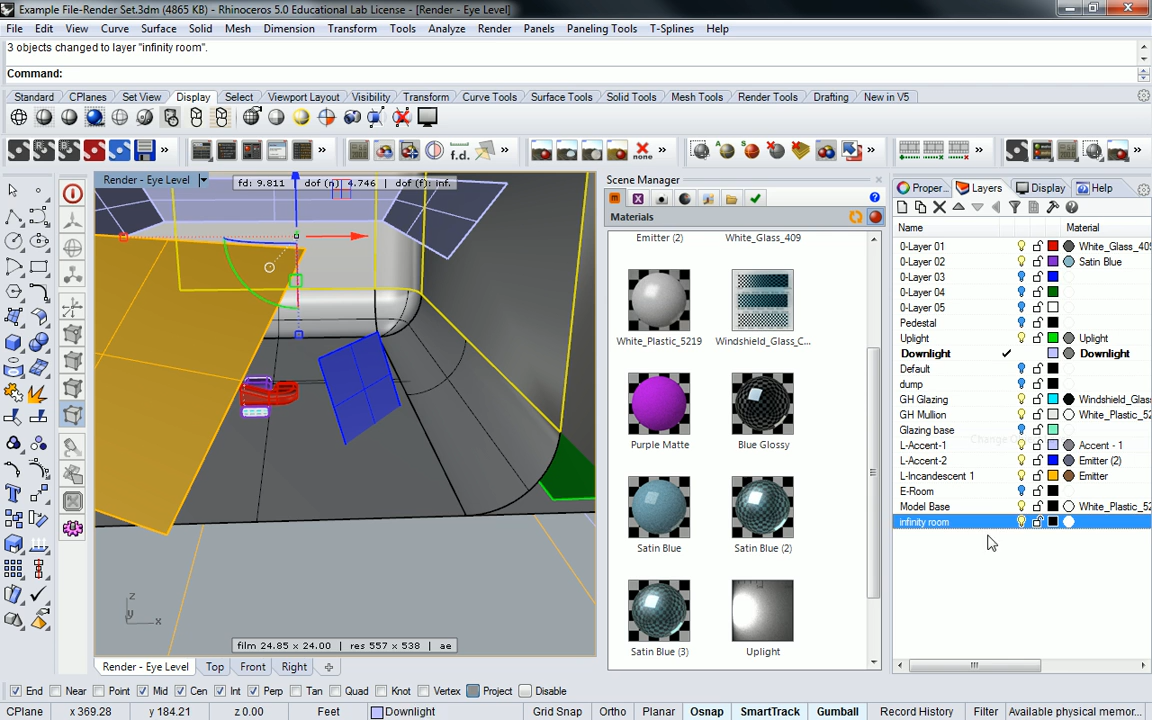 Example File-Render Set.3dm (4865 KB) - Rhinoceros 5.0 Educational Lab License - [Render - Eye Level]
File Edit View Curve Surface Solid Mesh Dimension Transform Tools Analyze Render Panels Paneling Tools T-Splines Help
3 objects changed to layer "infinity room".
Command:
Standard CPlanes Set View Display Select Viewport Layout Visibility Transform Curve Tools Surface Tools Solid Tools Mesh Tools Render Tools Drafting New in V5
f.d. none
Render - Eye Level
fd: 9.811 | dof (n) 4.746 | dof (f): inf.
Scene Manager
Materials
Emitter (2) White_Glass_409
White_Plastic_5219 Windshield_Glass_C...
Purple Matte Blue Glossy
Satin Blue Satin Blue (2)
Satin Blue (3) Uplight
Proper... Layers Display Help
Name Material
0-Layer 01 White_Glass_40
0-Layer 02 Satin Blue
0-Layer 03
0-Layer 04
0-Layer 05
Pedestal
Uplight Uplight
Downlight Downlight
Default
dump
GH Glazing Windshield_Glass
GH Mullion White_Plastic_52
Glazing base
L-Accent-1 Accent - 1
L-Accent-2 Emitter (2)
L-Incandescent 1 Emitter
E-Room
Model Base White_Plastic_52
infinity room
z
y x
film 24.85 x 24.00 | res 557 x 538 | ae
Render - Eye Level Top Front Right
End Near Point Mid Cen Int Perp Tan Quad Knot Vertex Project Disable
CPlane x 369.28 y 184.21 z 0.00 Feet Downlight Grid Snap Ortho Planar Osnap SmartTrack Gumball Record History Filter Available physical memor...